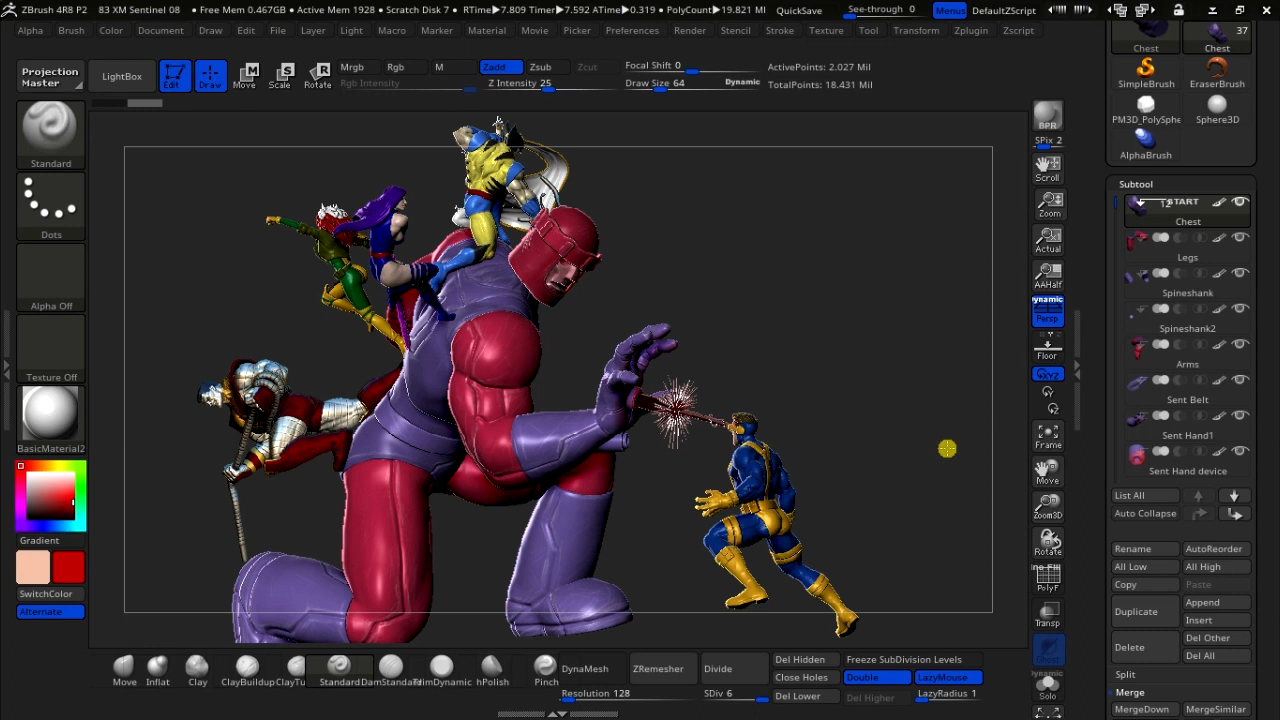 ZBrush 4R8 P2 83 XM Sentinel 08 • Free Mem 0.467GB • Active Mem 1928 • Scratch Disk 7 • RTime▶7.809 Timer▶7.592 ATime▶0.319 • PolyCount▶19.821 MI QuickSave See-through 0 Menus DefaultZScript
Alpha Brush Color Document Draw Edit File Layer Light Macro Marker Material Movie Picker Preferences Render Stencil Stroke Texture Tool Transform Zplugin Zscript
Projection Master
LightBox
Edit
Draw
Move
Scale
Rotate
Mrgb Rgb M Zadd Zsub Zcut
Rgb Intensity Z Intensity 25
Focal Shift 0
Draw Size 64 Dynamic
ActivePoints: 2.027 Mil
TotalPoints: 18.431 Mil
Standard
Dots
Alpha Off
Texture Off
BasicMaterial2
Gradient
SwitchColor
Alternate
BPR
SPix 2
Scroll
Zoom
Actual
AAHalf
Dynamic
Persp
Floor
XYZ
Frame
Move
Zoom3D
Rotate
PolyF
Transp
Ghost
Dynamic
Solo
37
Chest Chest
SimpleBrush EraserBrush
PM3D_PolySphe Sphere3D
AlphaBrush
Subtool
START
Chest
Legs
Spineshank
Spineshank2
Arms
Sent Belt
Sent Hand1
Sent Hand device
List All
Auto Collapse
Rename AutoReorder
All Low All High
Copy Paste
Duplicate Append
Insert
Delete Del Other
Del All
Split
Merge
MergeDown MergeSimilar
Move Inflat Clay ClayBuildup ClayTu Standard DamStandard TrimDynamic hPolish Pinch
DynaMesh
Resolution 128
ZRemesher
Divide
SDiv 6
Del Hidden
Close Holes
Del Lower
Freeze SubDivision Levels
Double LazyMouse
Del Higher LazyRadius 1